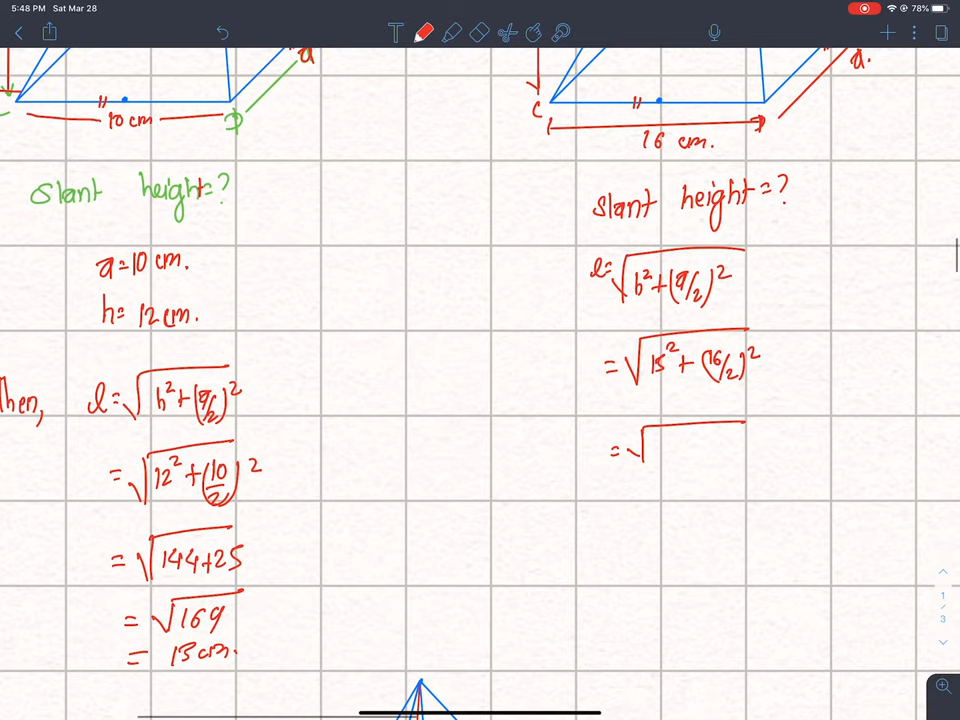 5:48 PM Sat Mar 28
78%
a
10 cm
D
Slant height=?
a=10 cm.
h= 12 cm.
Then, l=√h²+(a/2)²
=√12²+(10/2)²
=√144+25
=√169
= 13cm.
a.
C
D
16 cm.
Slant height=?
l=√h²+(a/2)²
=√15²+(16/2)²
=√
1
/
3